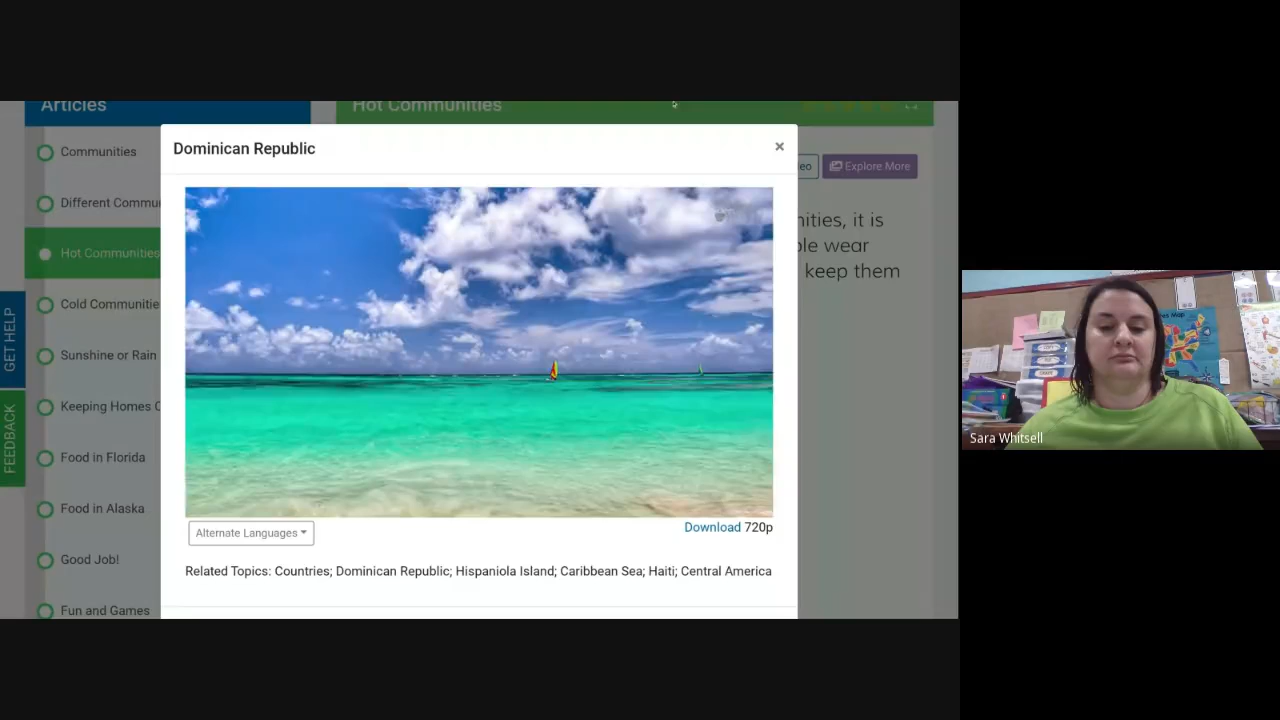 Articles
Hot Communities
Communities
Different Commu
Hot Communities
Cold Communitie
Sunshine or Rain
Keeping Homes C
Food in Florida
Food in Alaska
Good Job!
Fun and Games
GET HELP
FEEDBACK
Dominican Republic
×
eo
Explore More
nities, it is
ple wear
keep them
Alternate Languages
Download 720p
Related Topics: Countries; Dominican Republic; Hispaniola Island; Caribbean Sea; Haiti; Central America
Sara Whitsell